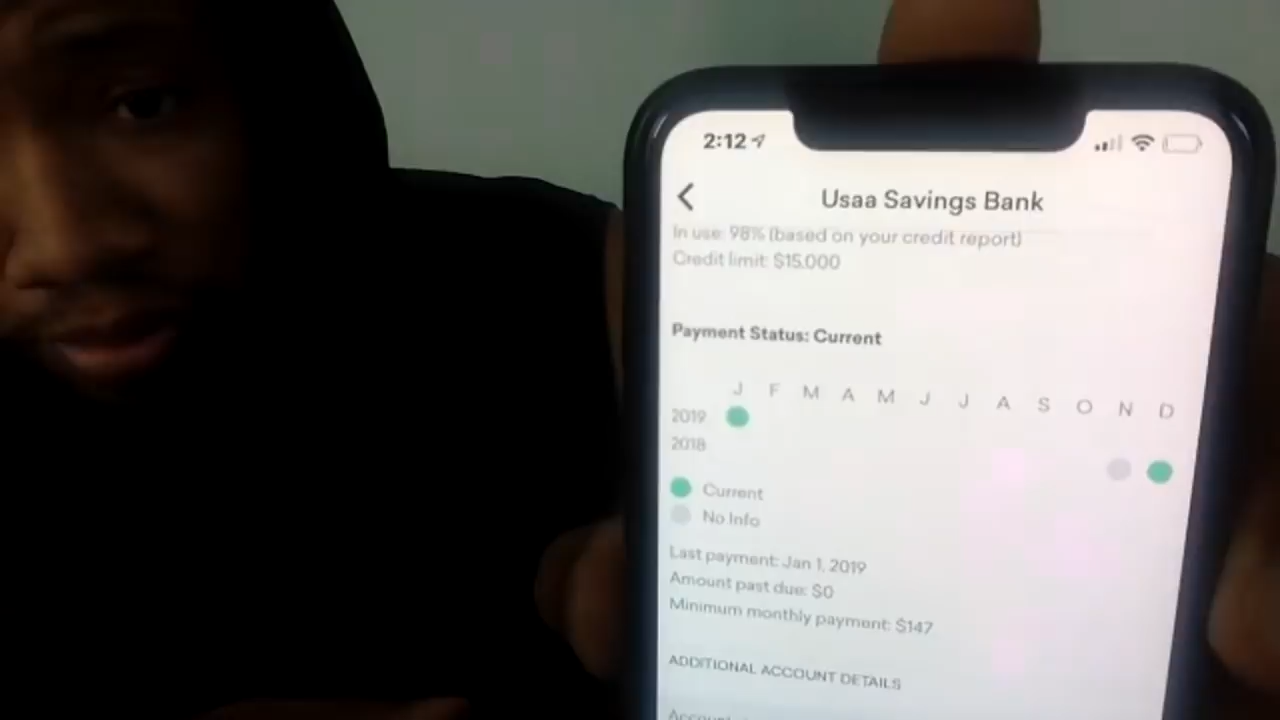 2:12
Usaa Savings Bank
In use: 98% (based on your credit report)
Credit limit: $15,000
Payment Status: Current
J F M A M J J A S O N D
2019
2018
Current
No Info
Last payment: Jan 1, 2019
Amount past due: $0
Minimum monthly payment: $147
ADDITIONAL ACCOUNT DETAILS